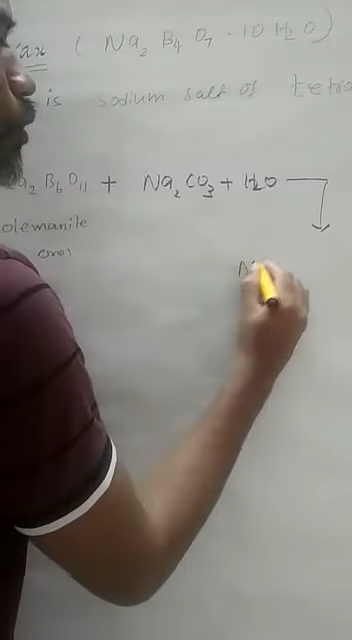 ax ( Na2 B4 O7 · 10 H2O )
is sodium salt of tetra
a2 B6 O11 + Na2 CO3 + H2O
olemanite
N